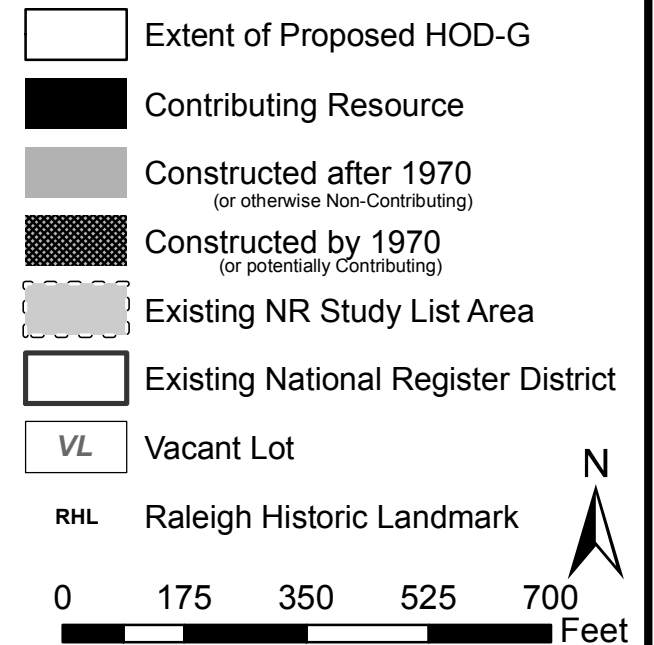 Extent of Proposed HOD-G
Contributing Resource
Constructed after 1970
(or otherwise Non-Contributing)
Constructed by 1970
(or potentially Contributing)
Existing NR Study List Area
Existing National Register District
VL Vacant Lot
N
RHL Raleigh Historic Landmark
0 175 350 525 700
Feet